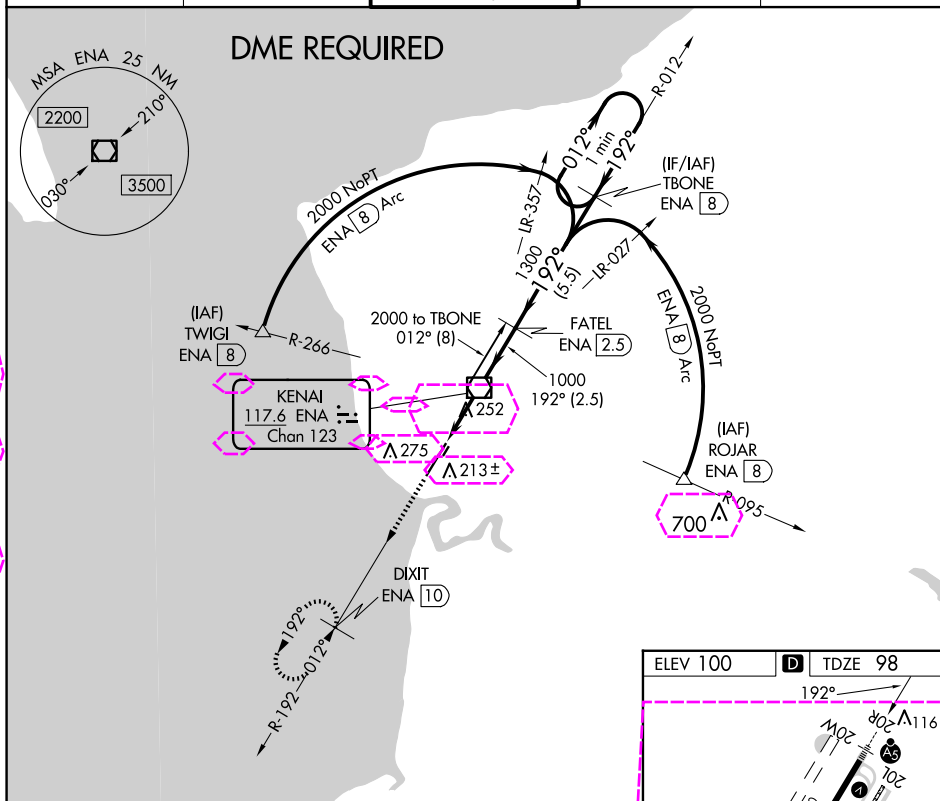 DME REQUIRED
MSA ENA 25 NM
2200
210°
030°
3500
R-012
012°
1 min
192°
(IF/IAF)
TBONE
ENA 8
2000 NoPT
ENA 8 Arc
LR-357
LR-027
1300
192°
(5.5)
2000 NoPT
ENA 8 Arc
(IAF)
TWIGI
ENA 8
R-266
2000 to TBONE
012° (8)
FATEL
ENA 2.5
1000
192° (2.5)
KENAI
117.6 ENA
Chan 123
252
275
213±
(IAF)
ROJAR
ENA 8
R-095
700
DIXIT
ENA 10
192°
012°
R-192
ELEV 100
D
TDZE 98
192°
20W
20R
116
A5
20L
V